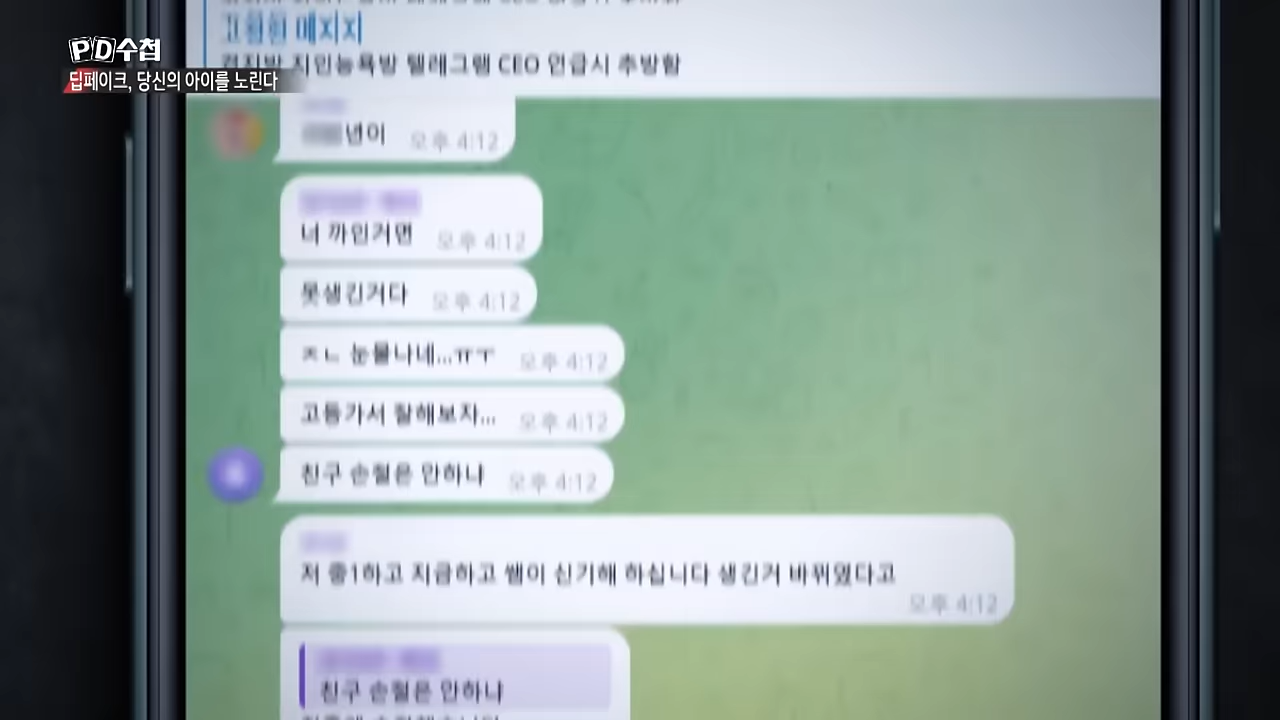 PD수첩
딥페이크, 당신의 아이를 노린다
고정된 메시지
겹지방 지인능욕방 텔레그램 CEO 언급시 추방함
년이 오후 4:12
너 까인거면 오후 4:12
못생긴거다 오후 4:12
ㅈㄴ 눈물나네...ㅠㅜ 오후 4:12
고등가서 잘해보자... 오후 4:12
친구 손절은 안하냐 오후 4:12
저 중1하고 지금하고 쌤이 신기해 하십니다 생긴거 바뀌였다고
오후 4:12
친구 손절은 안하냐